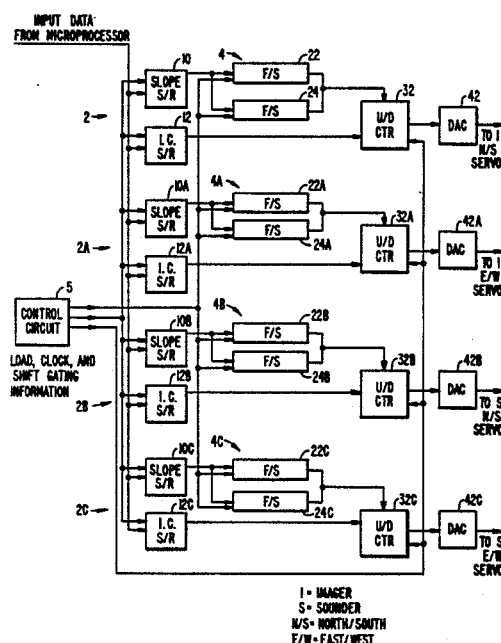 INPUT DATA
FROM MICROPROCESSOR
10
4
22
SLOPE
S/R
F/S
24
32
42
2
12
F/S
U/D
CTR
DAC
I.C.
S/R
TO I
N/S
SERVO
10A
4A
22A
SLOPE
S/R
F/S
24A
32A
42A
2A
12A
F/S
U/D
CTR
DAC
I.C.
S/R
TO I
E/W
SERVO
5
CONTROL
CIRCUIT
10B
4B
22B
SLOPE
S/R
F/S
24B
32B
42B
LOAD, CLOCK, AND
SHIFT GATING
INFORMATION
12B
F/S
U/D
CTR
DAC
2B
I.C.
S/R
TO S
N/S
SERVO
10C
4C
22C
SLOPE
S/R
F/S
32C
42C
2C
12C
F/S
24C
U/D
CTR
DAC
I.C.
S/R
TO S
E/W
SERVO
I = IMAGER
S = SOUNDER
N/S = NORTH/SOUTH
E/W = EAST/WEST